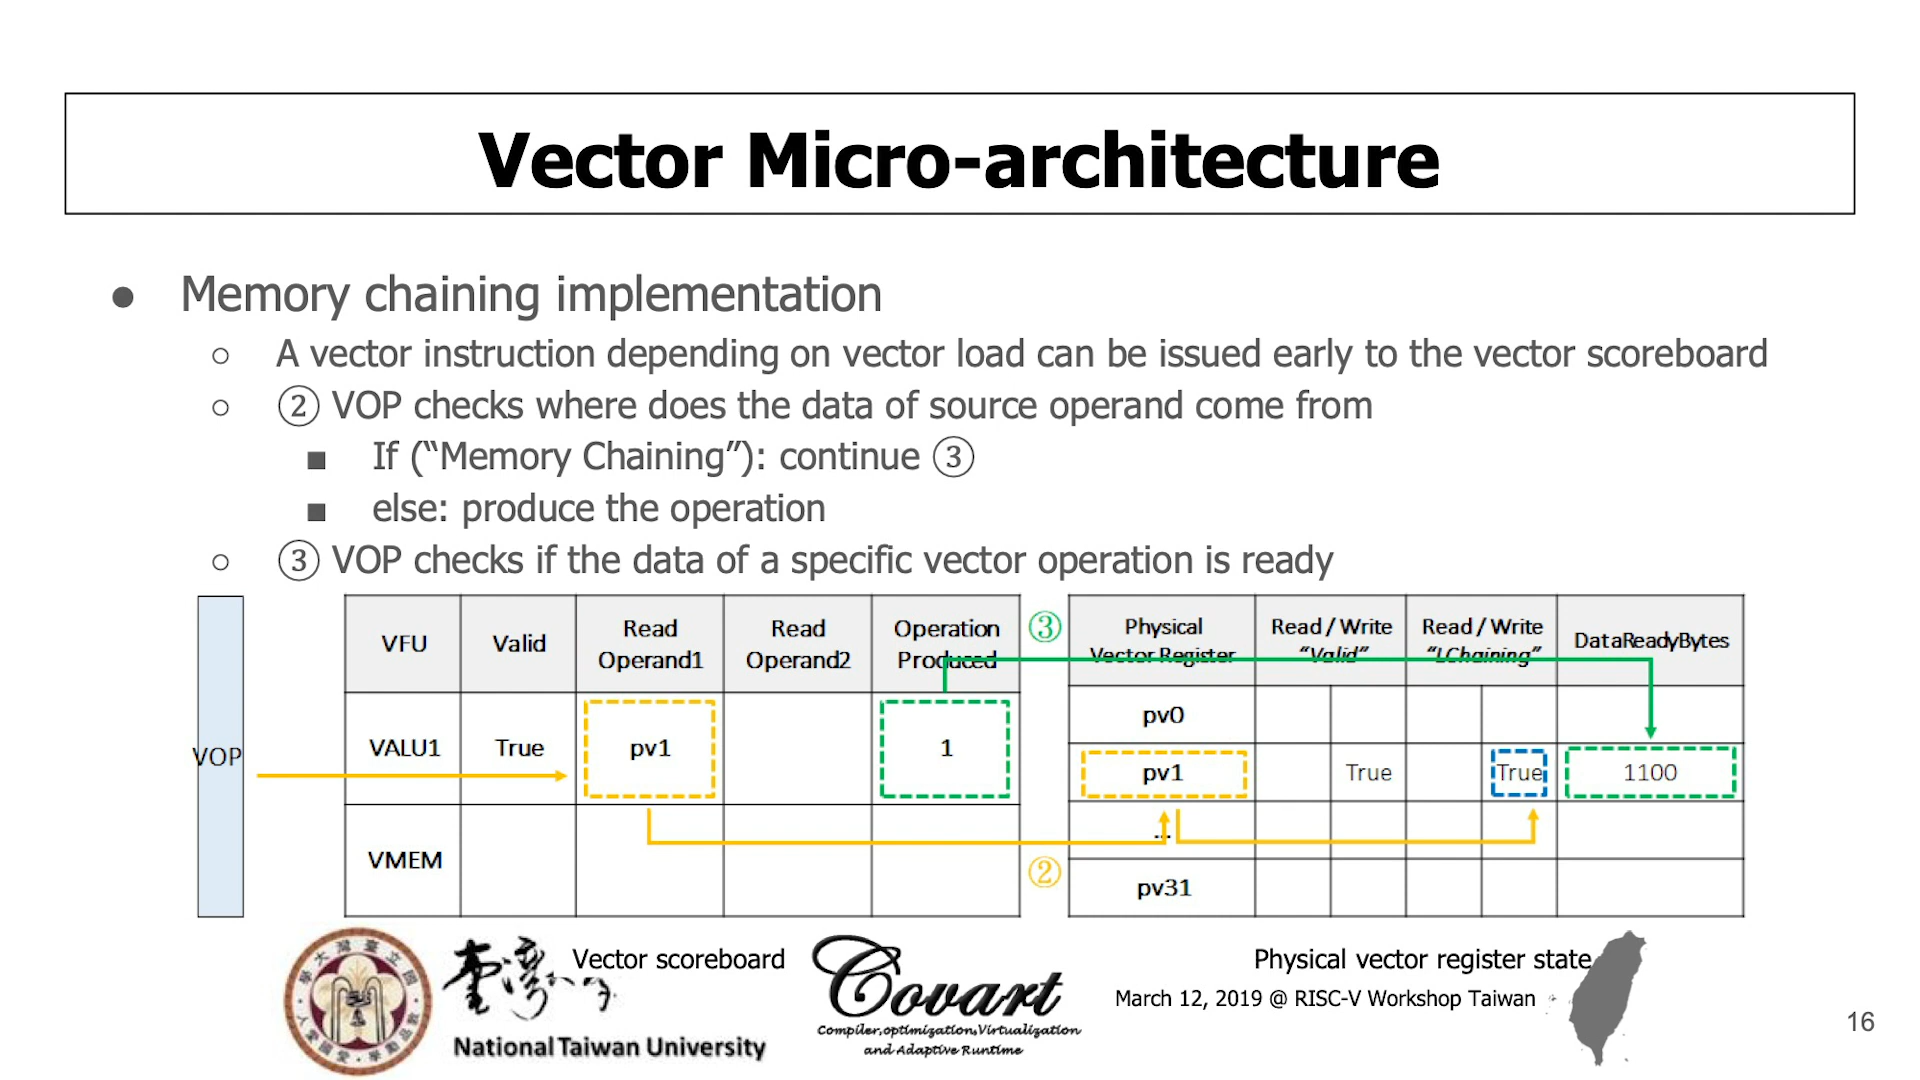 Vector Micro-architecture
● Memory chaining implementation
○ A vector instruction depending on vector load can be issued early to the vector scoreboard
○ ② VOP checks where does the data of source operand come from
■ If (“Memory Chaining”): continue ③
■ else: produce the operation
○ ③ VOP checks if the data of a specific vector operation is ready
VOP
VFU Valid Read Operand1 Read Operand2 Operation Produced
VALU1 True pv1 1
VMEM
③
②
Physical Vector Register Read / Write “Valid” Read / Write “LChaining” DataReadyBytes
pv0
pv1 True True 1100
...
pv31
Vector scoreboard
Physical vector register state
National Taiwan University
Covart
Compiler,optimization,Virtualization
and Adaptive Runtime
March 12, 2019 @ RISC-V Workshop Taiwan
16